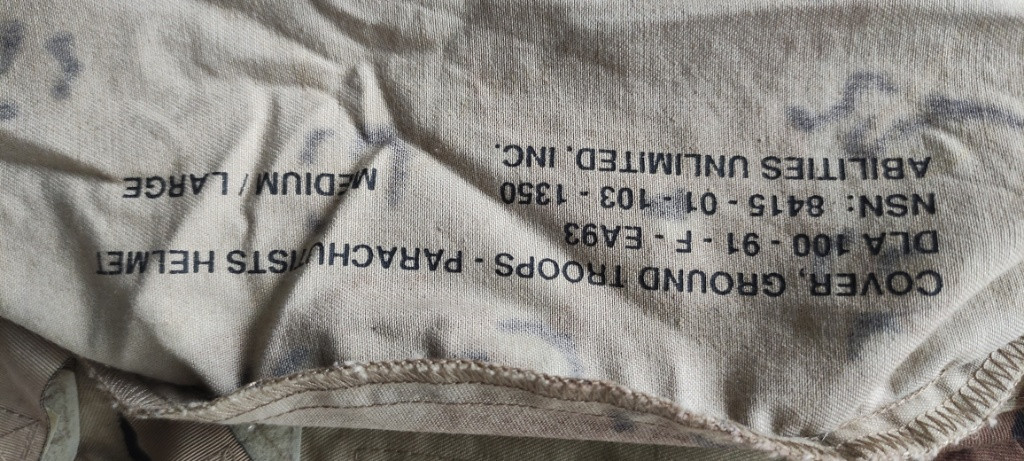 COVER, GROUND TROOPS - PARACHUTISTS HELMET
DLA 100 - 91 - F - EA93
NSN: 8415 - 01 - 103 - 1350 MEDIUM / LARGE
ABILITIES UNLIMITED, INC.